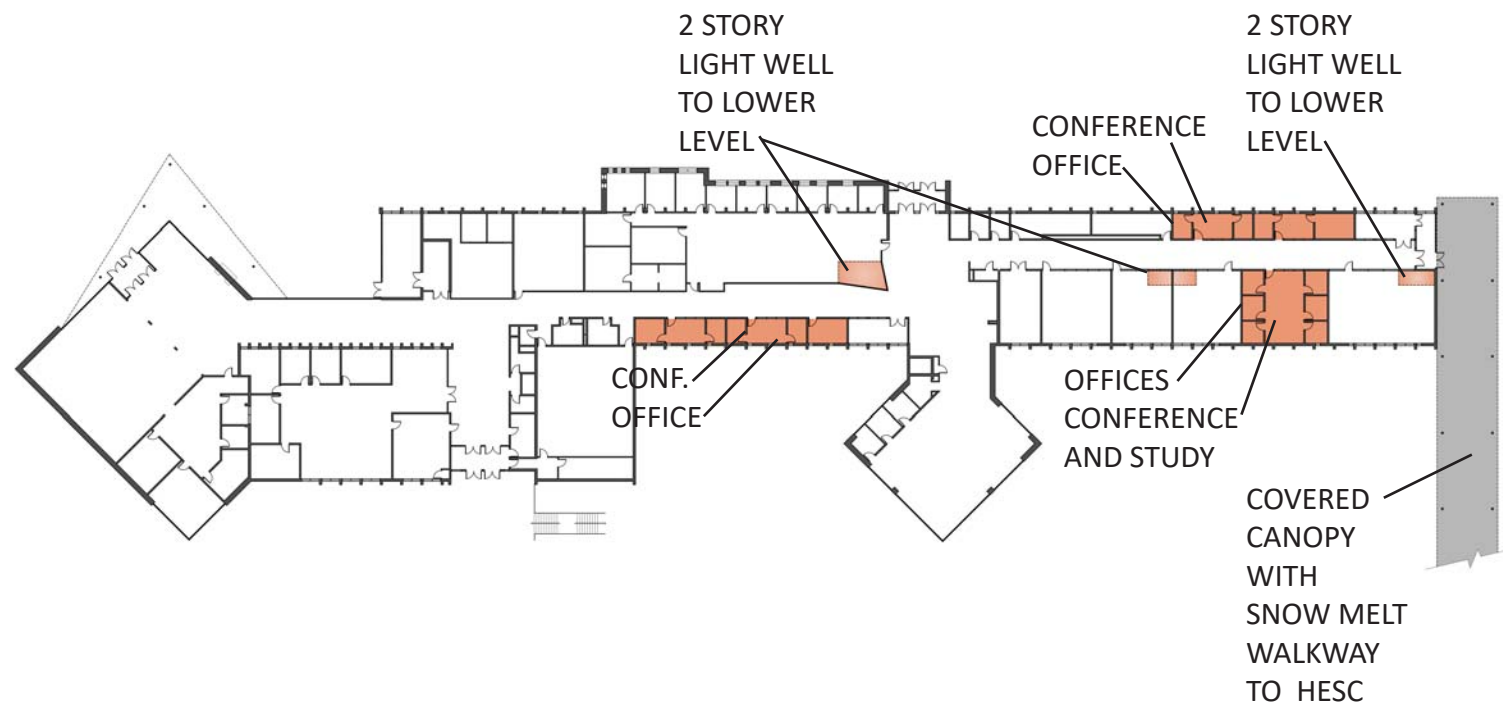 2 STORY
LIGHT WELL
TO LOWER
LEVEL
2 STORY
LIGHT WELL
TO LOWER
LEVEL
CONFERENCE
OFFICE
CONF.
OFFICE
OFFICES
CONFERENCE
AND STUDY
COVERED
CANOPY
WITH
SNOW MELT
WALKWAY
TO HESC